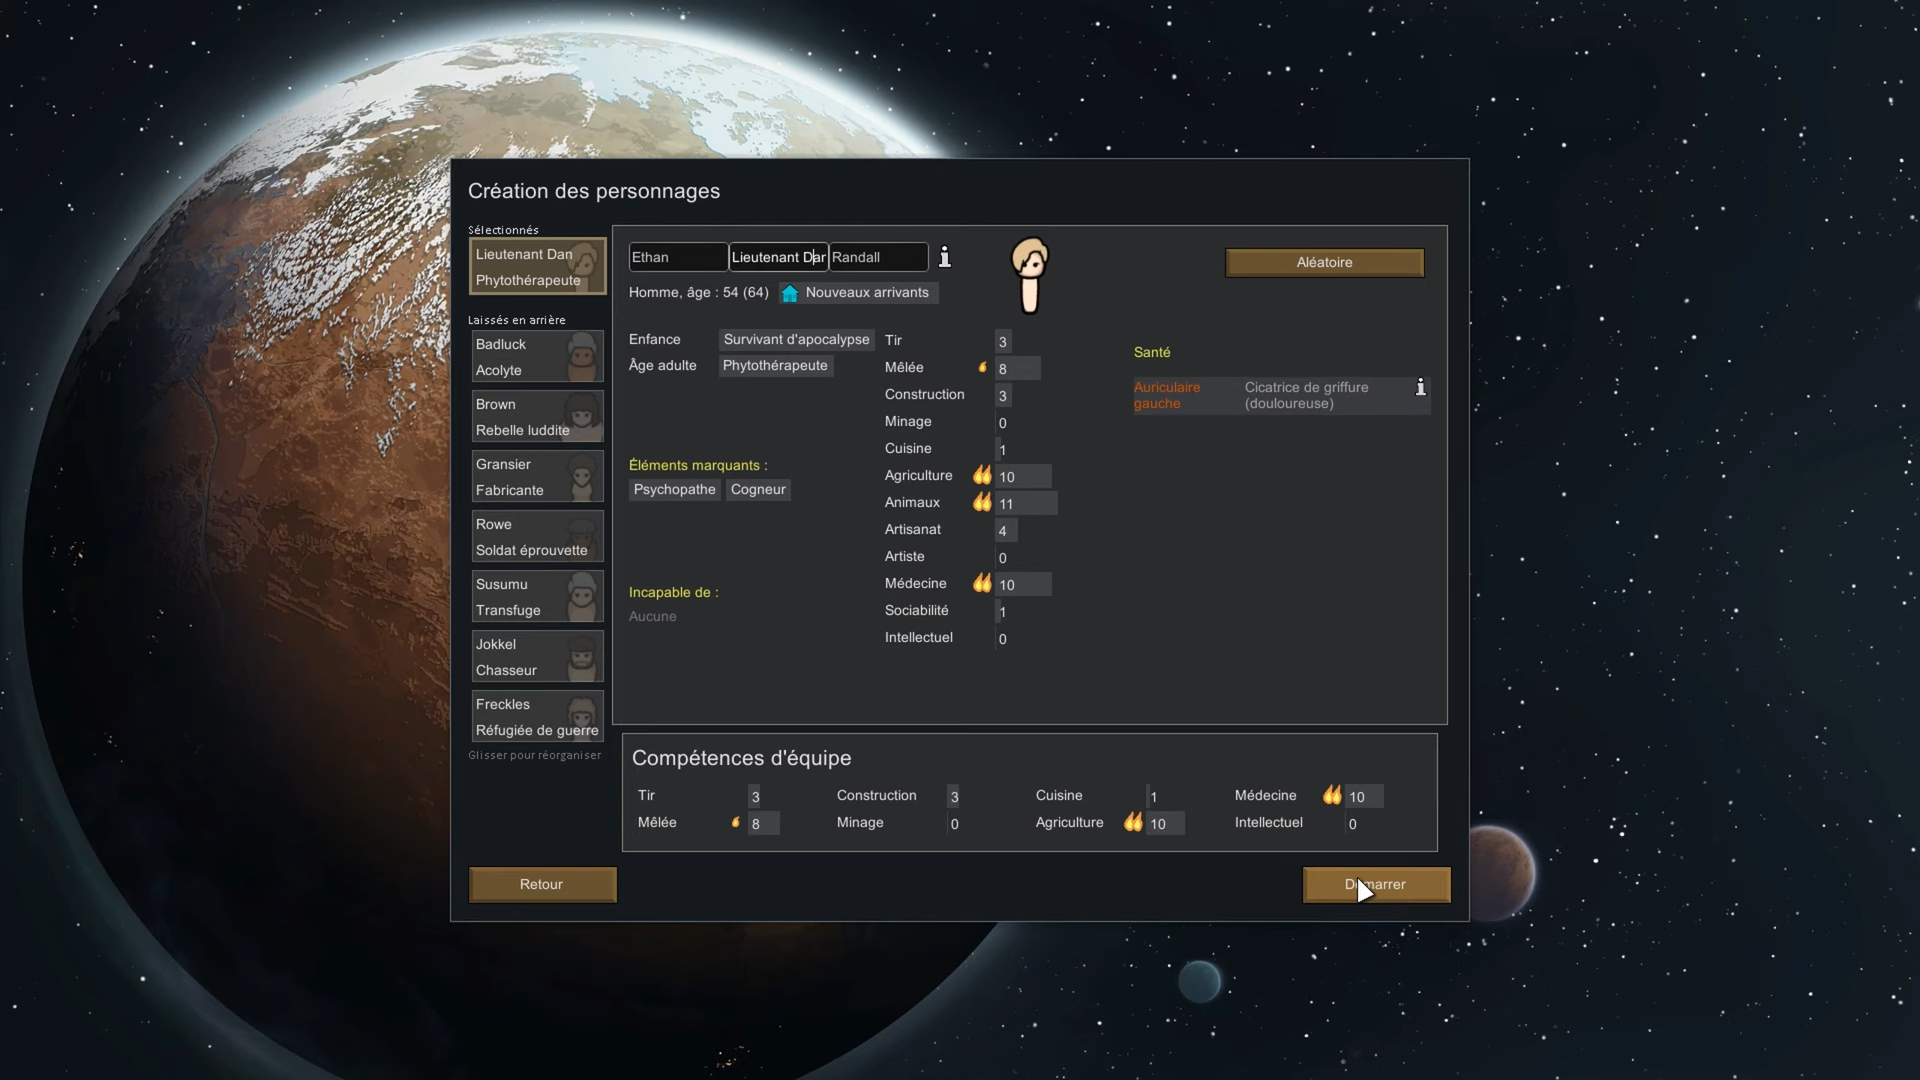 Création des personnages
Sélectionnés
Lieutenant Dan
Phytothérapeute
Laissés en arrière
Badluck
Acolyte
Brown
Rebelle luddite
Gransier
Fabricante
Rowe
Soldat éprouvette
Susumu
Transfuge
Jokkel
Chasseur
Freckles
Réfugiée de guerre
Glisser pour réorganiser
Ethan Lieutenant Dan Randall
Aléatoire
Homme, âge : 54 (64) Nouveaux arrivants
Enfance Survivant d'apocalypse
Âge adulte Phytothérapeute
Éléments marquants :
Psychopathe Cogneur
Incapable de :
Aucune
Tir 3
Mêlée 8
Construction 3
Minage 0
Cuisine 1
Agriculture 10
Animaux 11
Artisanat 4
Artiste 0
Médecine 10
Sociabilité 1
Intellectuel 0
Santé
Auriculaire gauche Cicatrice de griffure (douloureuse)
Compétences d'équipe
Tir 3 Construction 3 Cuisine 1 Médecine 10
Mêlée 8 Minage 0 Agriculture 10 Intellectuel 0
Retour
Démarrer